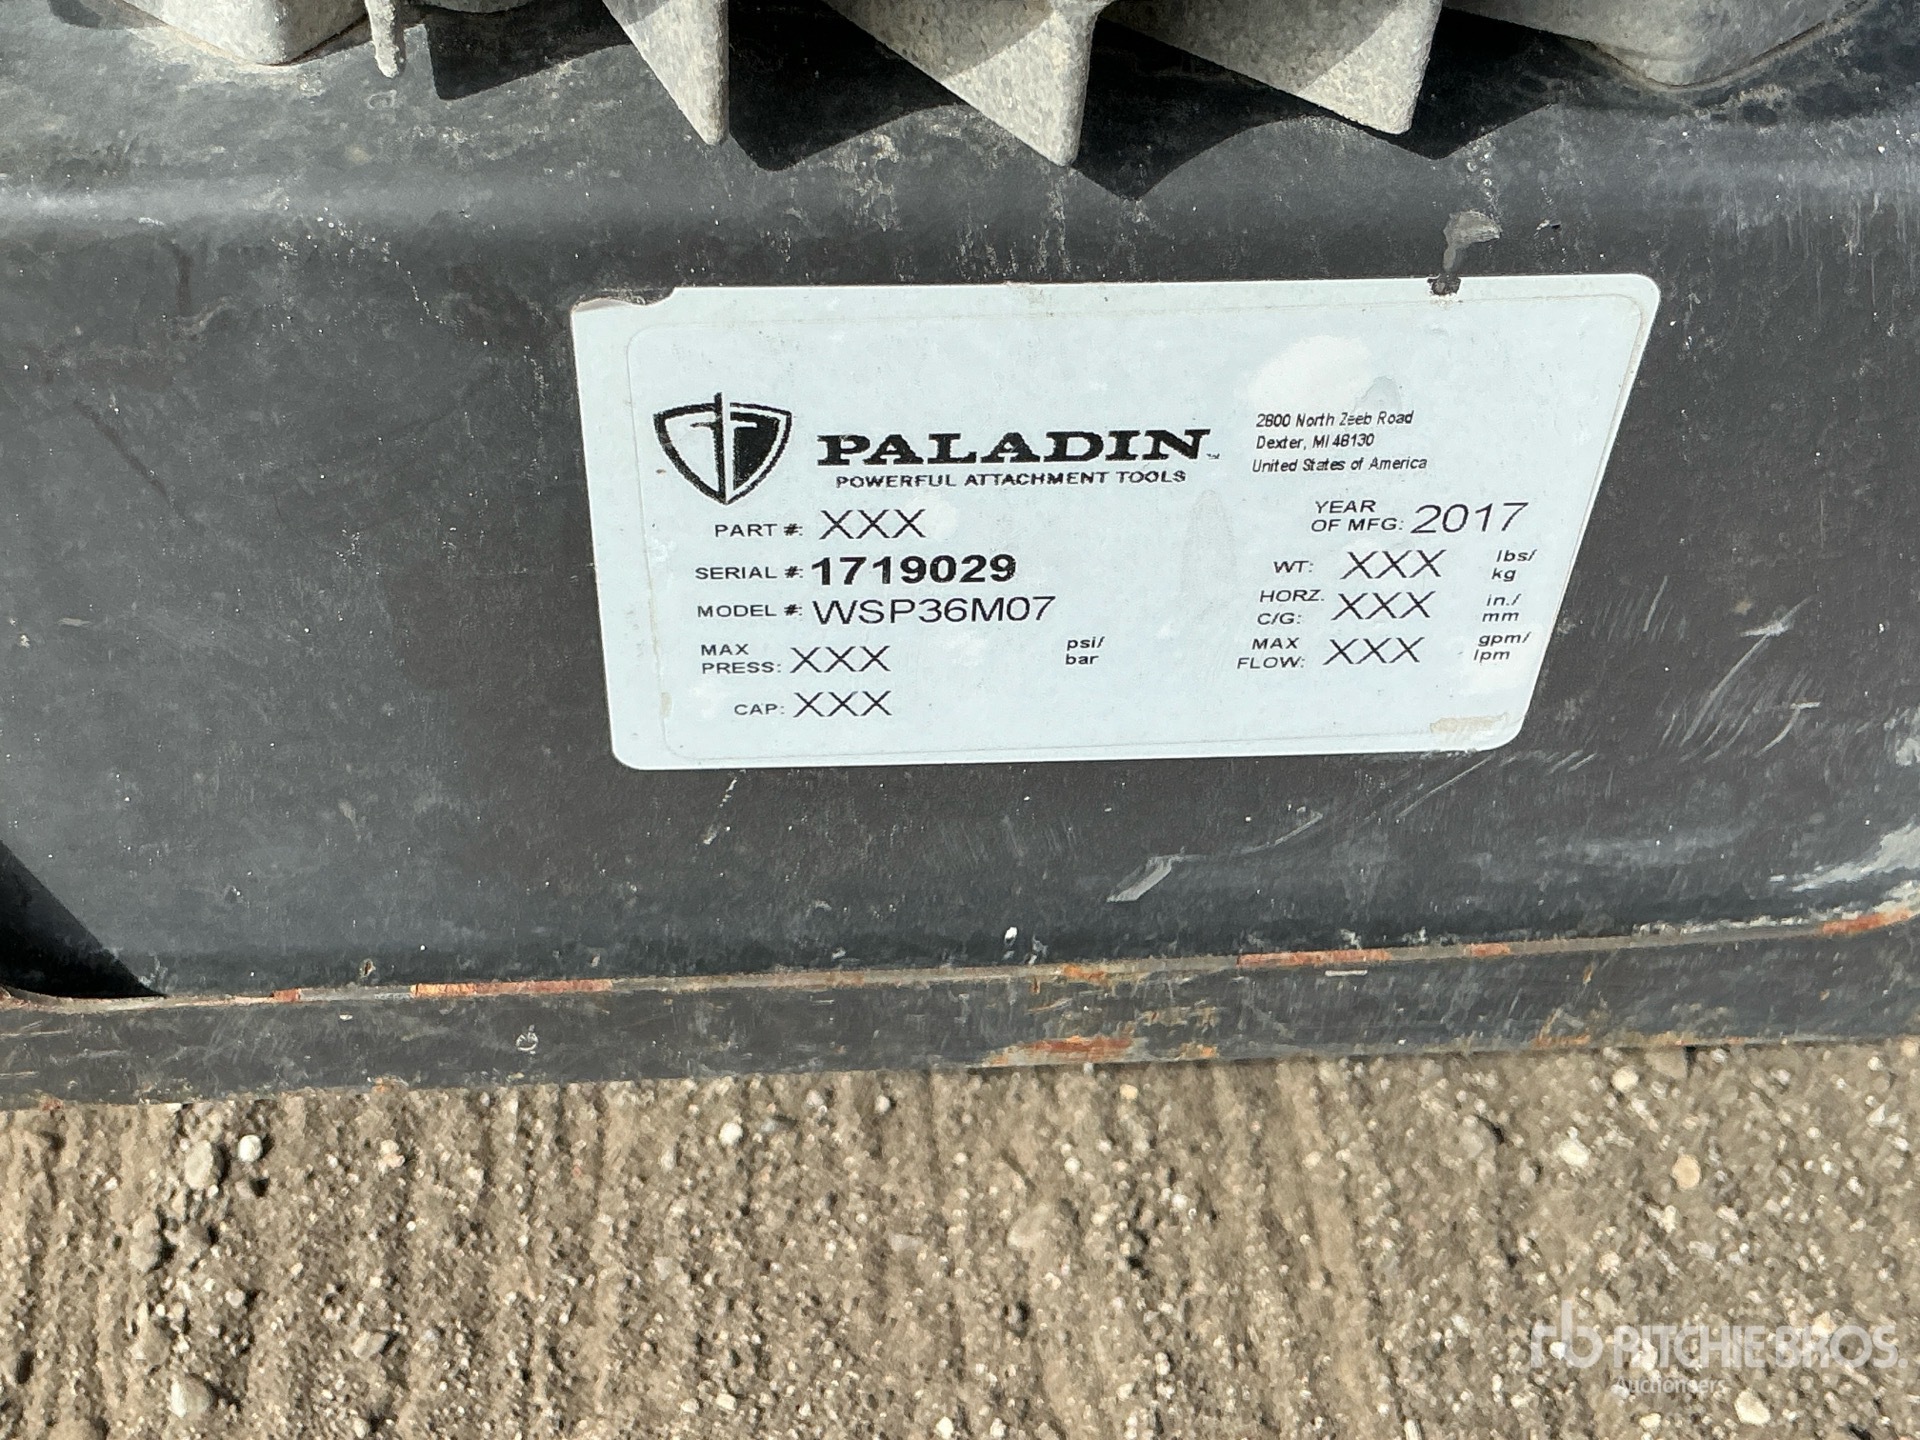 PALADIN™
POWERFUL ATTACHMENT TOOLS
2800 North Zeeb Road
Dexter, MI 48130
United States of America
PART #: XXX
YEAR OF MFG: 2017
SERIAL #: 1719029
WT: XXX lbs/ kg
MODEL #: WSP36M07
HORZ. C/G: XXX in./ mm
MAX PRESS: XXX psi/ bar
MAX FLOW: XXX gpm/ lpm
CAP: XXX
rb RITCHIE BROS.
Auctioneers